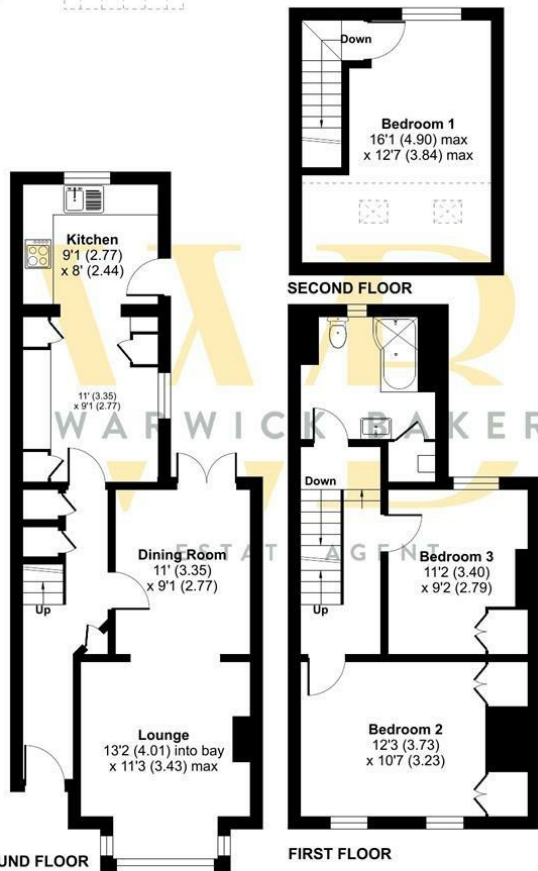 Down
Bedroom 1
16'1 (4.90) max
x 12'7 (3.84) max
SECOND FLOOR
Kitchen
9'1 (2.77)
x 8' (2.44)
11' (3.35)
x 9'1 (2.77)
WARWICK BAKER
ESTATE AGENT
Dining Room
11' (3.35)
x 9'1 (2.77)
Up
Lounge
13'2 (4.01) into bay
x 11'3 (3.43) max
UND FLOOR
Down
Up
Bedroom 3
11'2 (3.40)
x 9'2 (2.79)
Bedroom 2
12'3 (3.73)
x 10'7 (3.23)
FIRST FLOOR